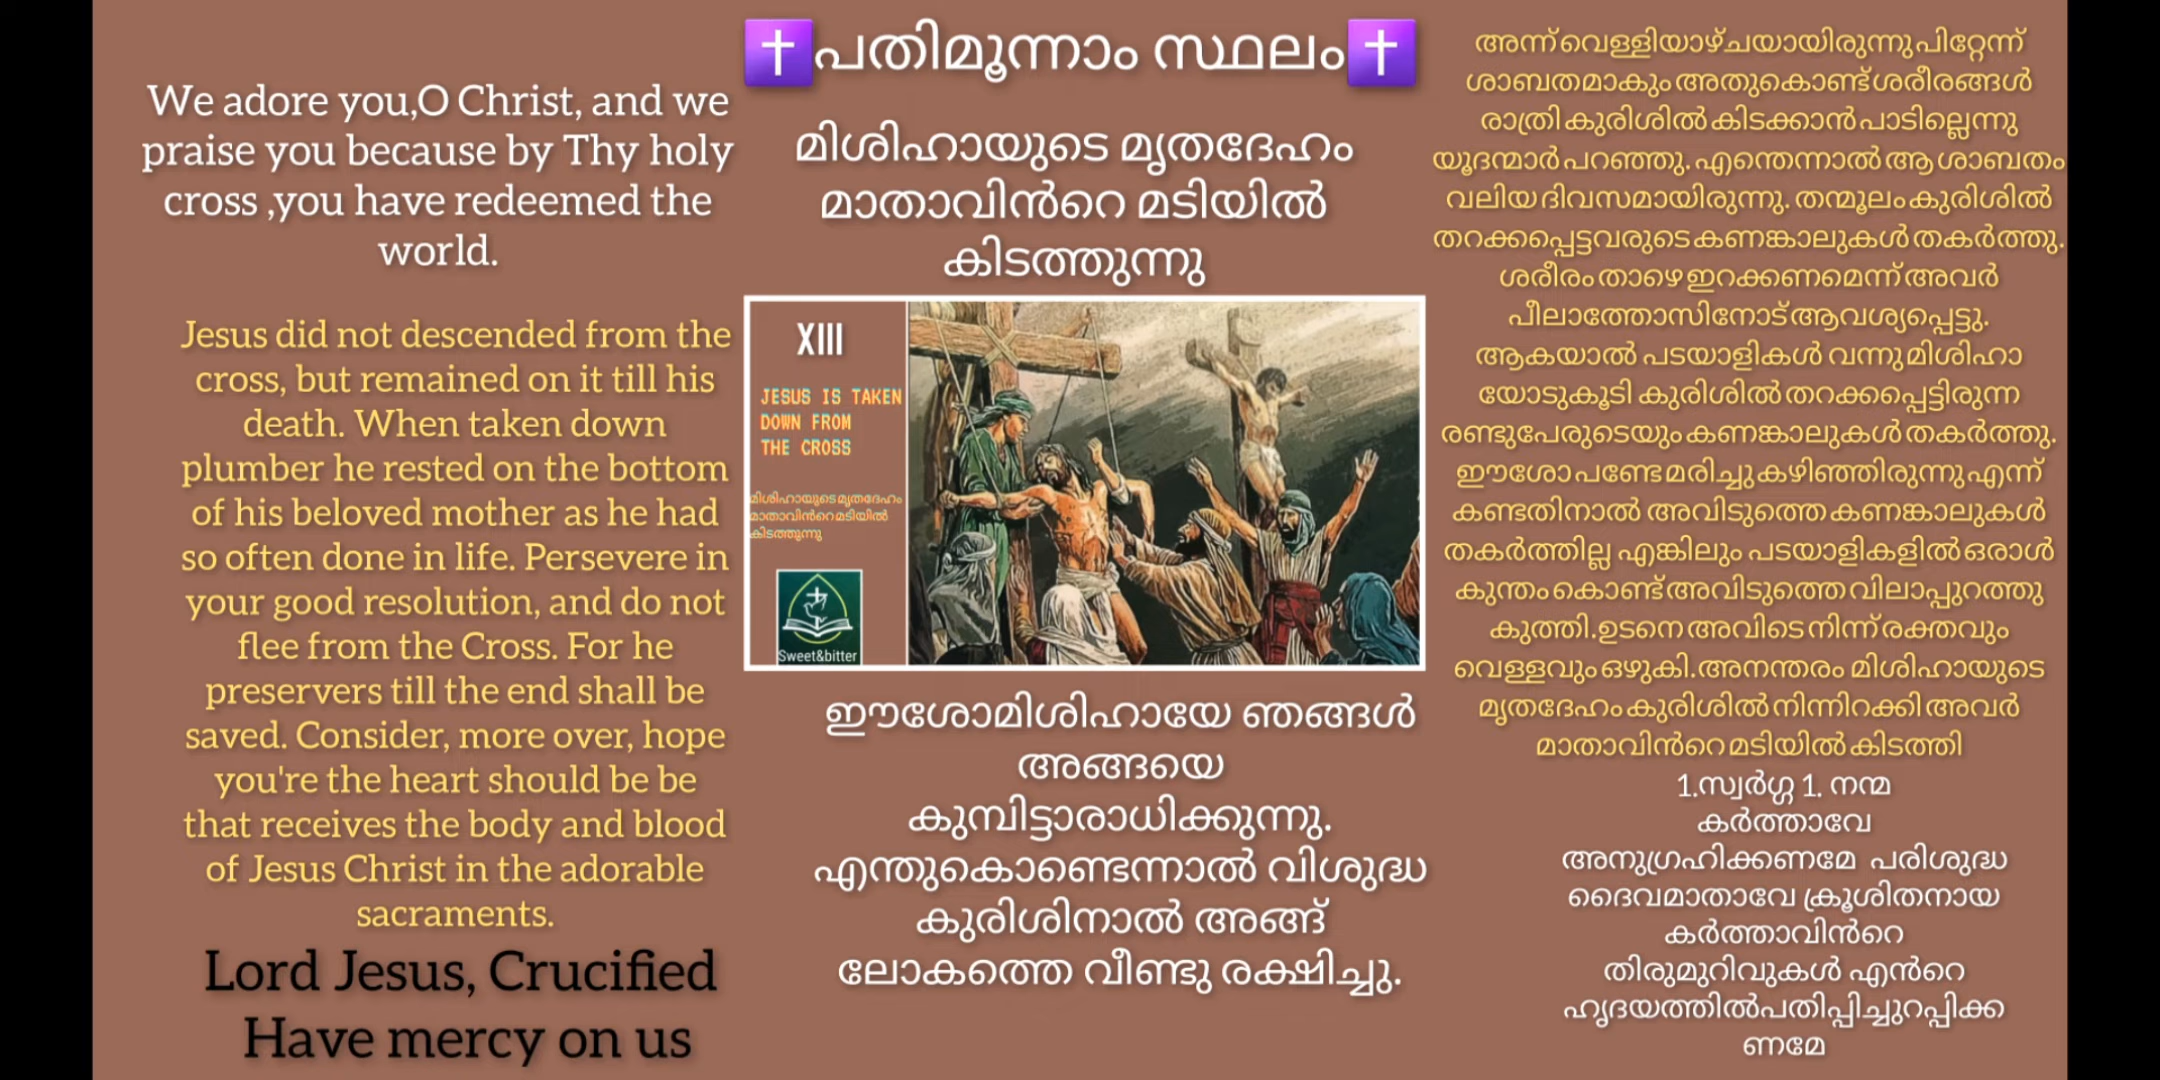 We adore you,O Christ, and we
praise you because by Thy holy
cross ,you have redeemed the
world.
Jesus did not descended from the
cross, but remained on it till his
death. When taken down
plumber he rested on the bottom
of his beloved mother as he had
so often done in life. Persevere in
your good resolution, and do not
flee from the Cross. For he
preservers till the end shall be
saved. Consider, more over, hope
you're the heart should be be
that receives the body and blood
of Jesus Christ in the adorable
sacraments.
Lord Jesus, Crucified
Have mercy on us
✝️പതിമൂന്നാം സ്ഥലം✝️
മിശിഹായുടെ മൃതദേഹം
മാതാവിൻറെ മടിയിൽ
കിടത്തുന്നു
XIII
JESUS IS TAKEN
DOWN FROM
THE CROSS
മിശിഹായുടെ മൃതദേഹം
മാതാവിൻറെ മടിയിൽ
കിടത്തുന്നു
Sweet&bitter
ഈശോമിശിഹായേ ഞങ്ങൾ
അങ്ങയെ
കുമ്പിട്ടാരാധിക്കുന്നു.
എന്തുകൊണ്ടെന്നാൽ വിശുദ്ധ
കുരിശിനാൽ അങ്ങ്
ലോകത്തെ വീണ്ടു രക്ഷിച്ചു.
അന്ന് വെള്ളിയാഴ്ചയായിരുന്നു പിറ്റേന്ന്
ശാബതമാകും അതുകൊണ്ട് ശരീരങ്ങൾ
രാത്രി കുരിശിൽ കിടക്കാൻ പാടില്ലെന്നു
യൂദന്മാർ പറഞ്ഞു. എന്തെന്നാൽ ആ ശാബതം
വലിയ ദിവസമായിരുന്നു. തന്മൂലം കുരിശിൽ
തറക്കപ്പെട്ടവരുടെ കണങ്കാലുകൾ തകർത്തു.
ശരീരം താഴെ ഇറക്കണമെന്ന് അവർ
പീലാത്തോസിനോട് ആവശ്യപ്പെട്ടു.
ആകയാൽ പടയാളികൾ വന്നു മിശിഹാ
യോടുകൂടി കുരിശിൽ തറക്കപ്പെട്ടിരുന്ന
രണ്ടുപേരുടെയും കണങ്കാലുകൾ തകർത്തു.
ഈശോ പണ്ടേ മരിച്ചു കഴിഞ്ഞിരുന്നു എന്ന്
കണ്ടതിനാൽ അവിടുത്തെ കണങ്കാലുകൾ
തകർത്തില്ല എങ്കിലും പടയാളികളിൽ ഒരാൾ
കുന്തം കൊണ്ട് അവിടുത്തെ വിലാപ്പുറത്തു
കുത്തി.ഉടനെ അവിടെ നിന്ന് രക്തവും
വെള്ളവും ഒഴുകി.അനന്തരം മിശിഹായുടെ
മൃതദേഹം കുരിശിൽ നിന്നിറക്കി അവർ
മാതാവിൻറെ മടിയിൽ കിടത്തി
1.സ്വർഗ്ഗ 1. നന്മ
കർത്താവേ
അനുഗ്രഹിക്കണമേ പരിശുദ്ധ
ദൈവമാതാവേ ക്രൂശിതനായ
കർത്താവിൻറെ
തിരുമുറിവുകൾ എൻറെ
ഹൃദയത്തിൽപതിപ്പിച്ചുറപ്പിക്ക
ണമേ